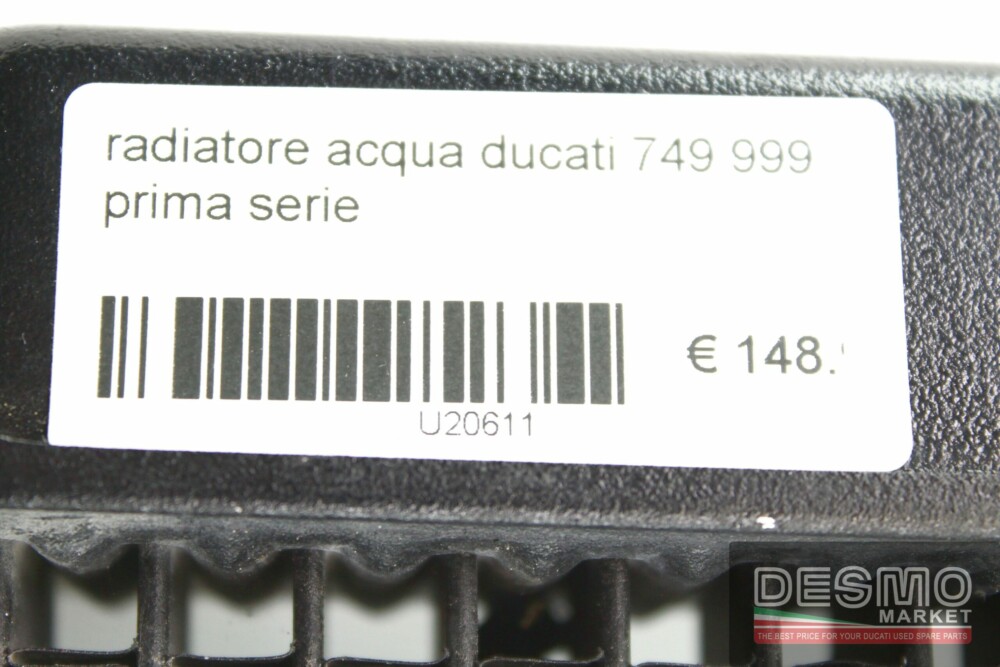 radiatore acqua ducati 749 999
prima serie
€ 148.
U20611
DESMO
MARKET
THE BEST PRICE FOR YOUR DUCATI USED SPARE PARTS